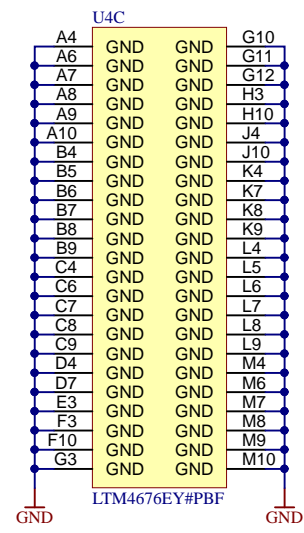 U4C
A4 GND GND G10
A6 GND GND G11
A7 GND GND G12
A8 GND GND H3
A9 GND GND H10
A10 GND GND J4
B4 GND GND J10
B5 GND GND K4
B6 GND GND K7
B7 GND GND K8
B8 GND GND K9
B9 GND GND L4
C4 GND GND L5
C6 GND GND L6
C7 GND GND L7
C8 GND GND L8
C9 GND GND L9
D4 GND GND M4
D7 GND GND M6
E3 GND GND M7
F3 GND GND M8
F10 GND GND M9
G3 GND GND M10
LTM4676EY#PBF
GND GND